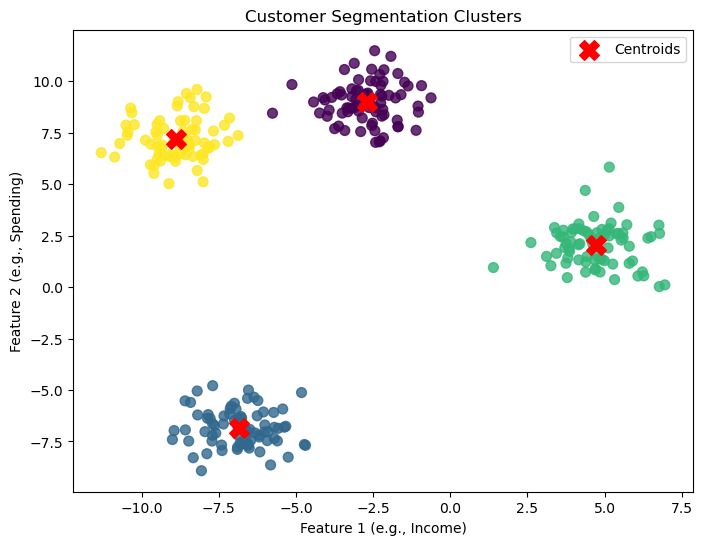 Customer Segmentation Clusters
Centroids
10.0
7.5
5.0
2.5
0.0
−2.5
−5.0
−7.5
Feature 2 (e.g., Spending)
−10.0 −7.5 −5.0 −2.5 0.0 2.5 5.0 7.5
Feature 1 (e.g., Income)